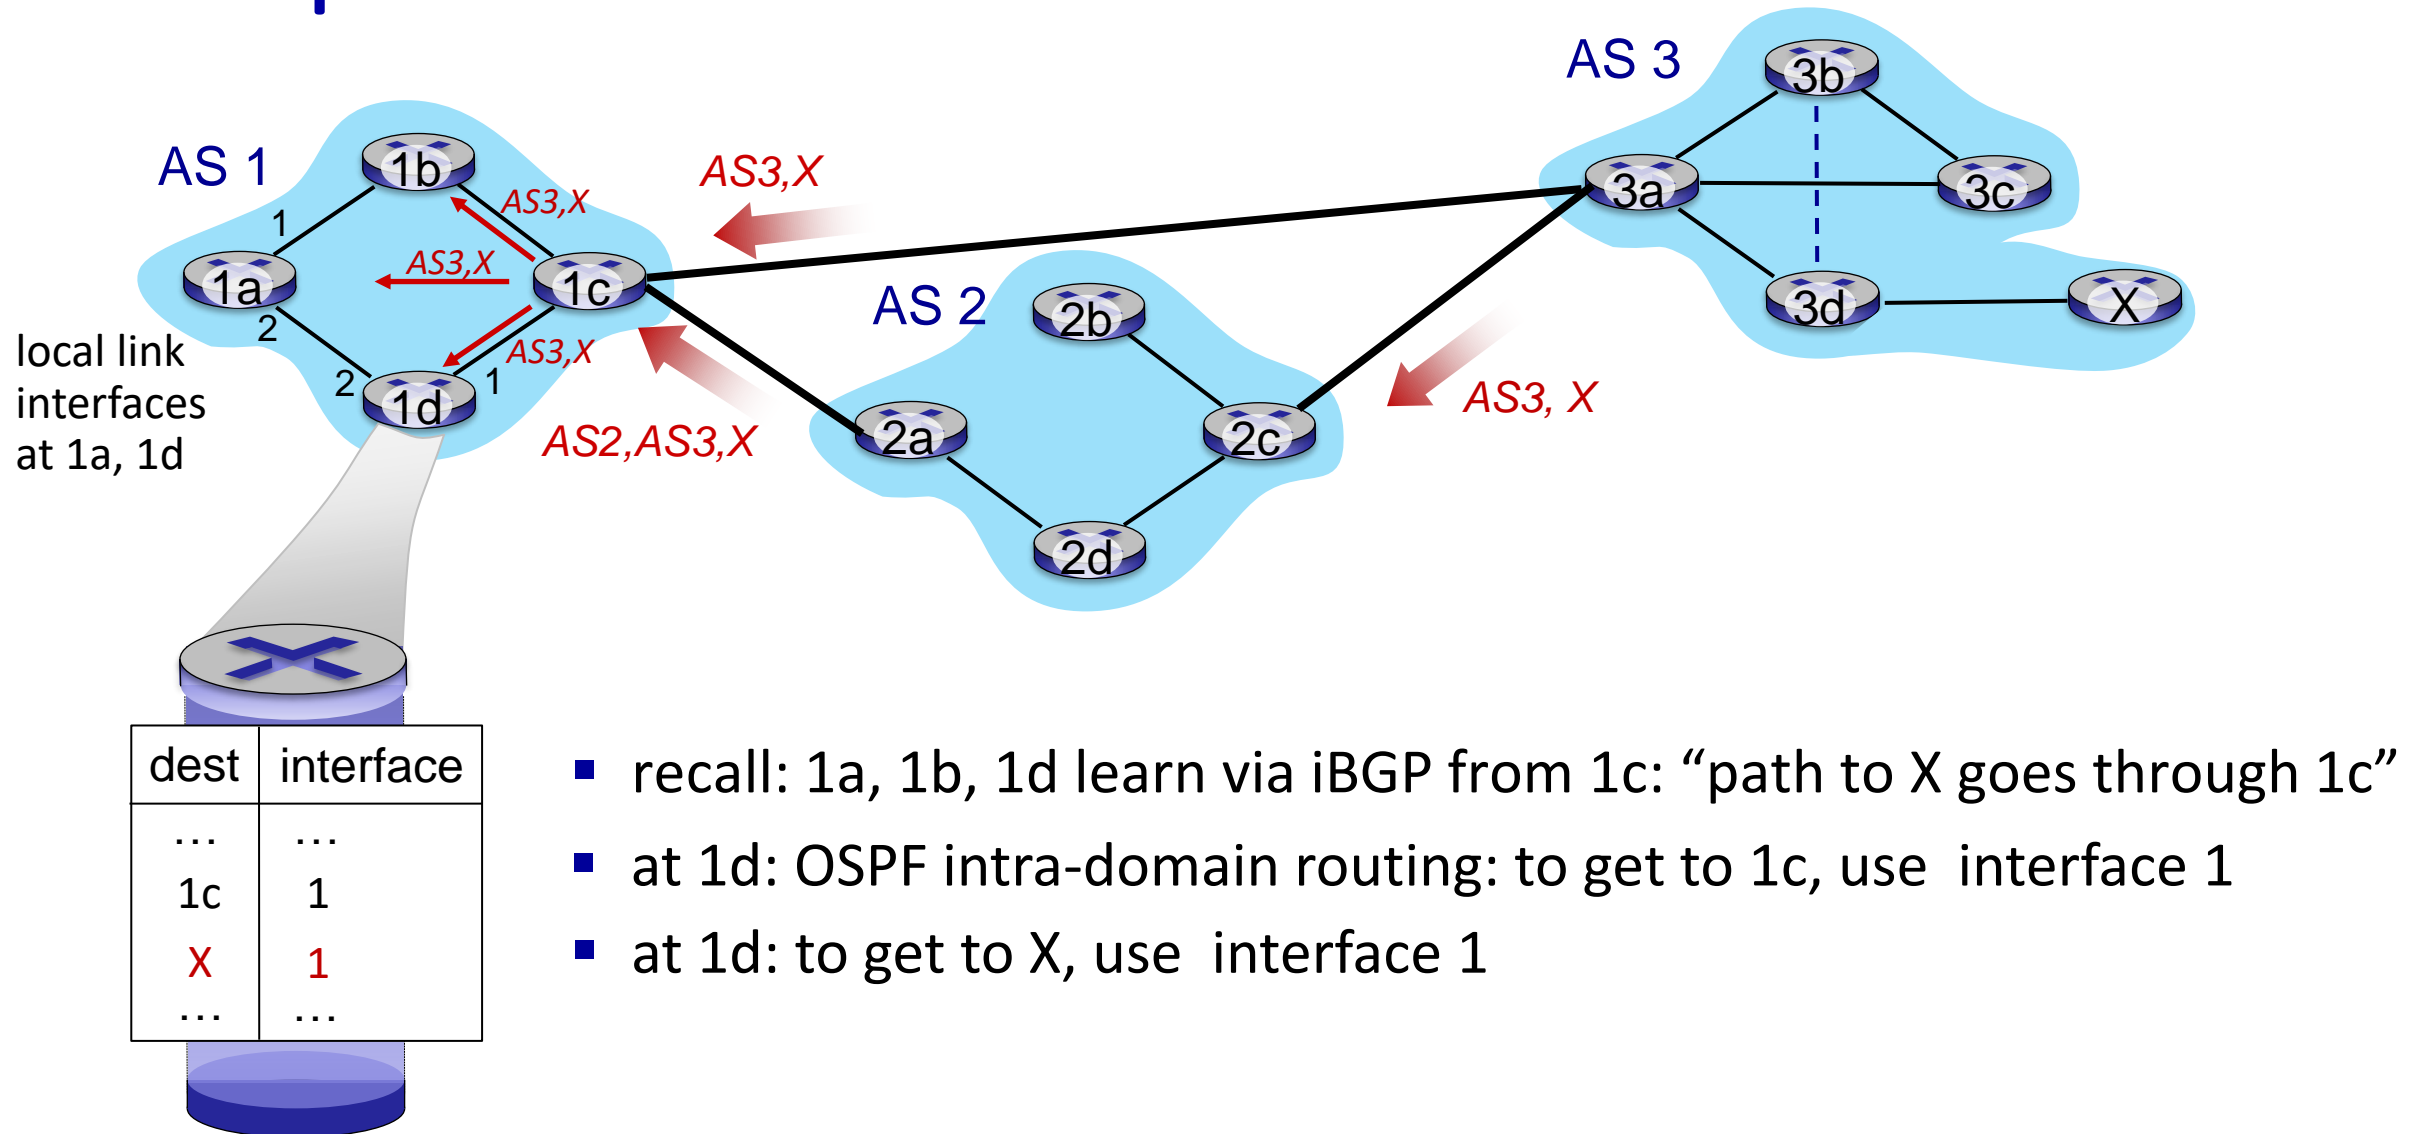 AS 3
3b
AS 1
1b
AS3,X
3a
3c
AS3,X
1
1a
AS3,X
1c
AS 2
2b
3d
X
2
local link
interfaces
at 1a, 1d
2
1d
1
AS3,X
AS3, X
AS2,AS3,X
2a
2c
2d
dest interface
... ...
1c 1
X 1
... ...
▪ recall: 1a, 1b, 1d learn via iBGP from 1c: “path to X goes through 1c”
▪ at 1d: OSPF intra-domain routing: to get to 1c, use interface 1
▪ at 1d: to get to X, use interface 1